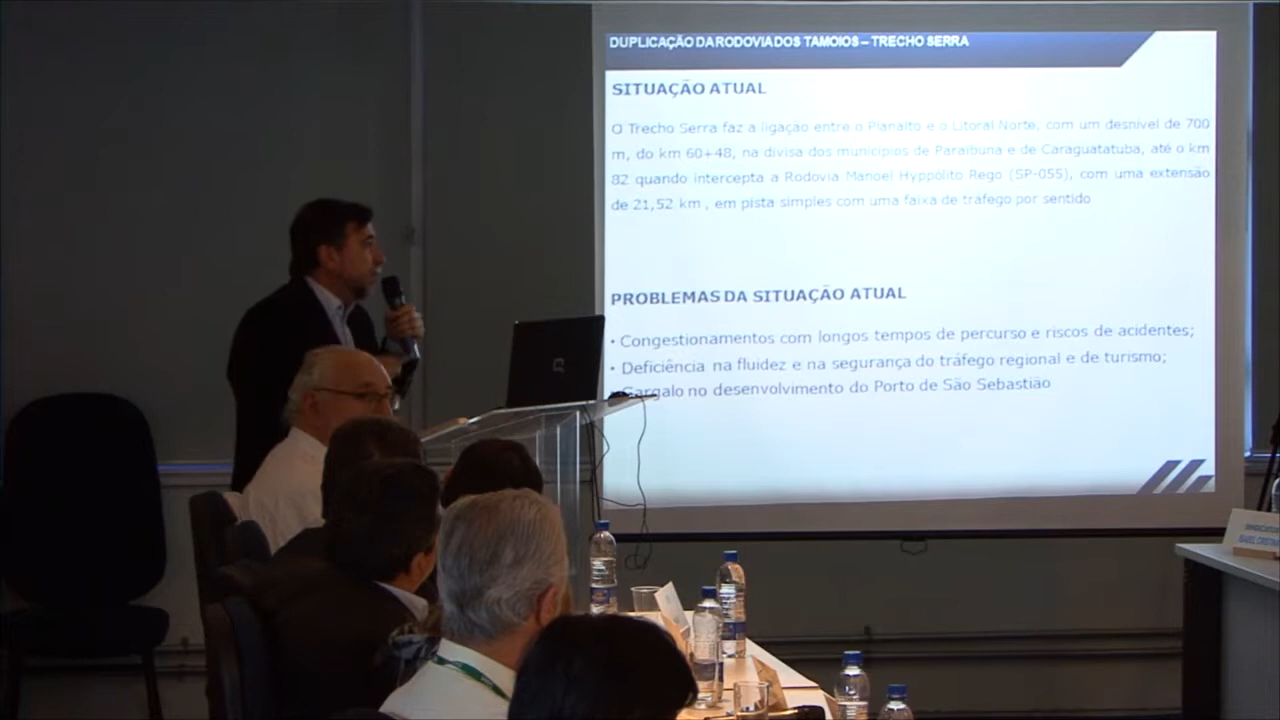 DUPLICAÇÃO DA RODOVIA DOS TAMOIOS – TRECHO SERRA
SITUAÇÃO ATUAL
O Trecho Serra faz a ligação entre o Planalto e o Litoral Norte, com um desnível de 700
m, do km 60+48, na divisa dos municípios de Paraibuna e de Caraguatatuba, até o km
82 quando intercepta a Rodovia Manoel Hyppólito Rego (SP-055), com uma extensão
de 21,52 km , em pista simples com uma faixa de tráfego por sentido
PROBLEMAS DA SITUAÇÃO ATUAL
• Congestionamentos com longos tempos de percurso e riscos de acidentes;
• Deficiência na fluidez e na segurança do tráfego regional e de turismo;
• Gargalo no desenvolvimento do Porto de São Sebastião